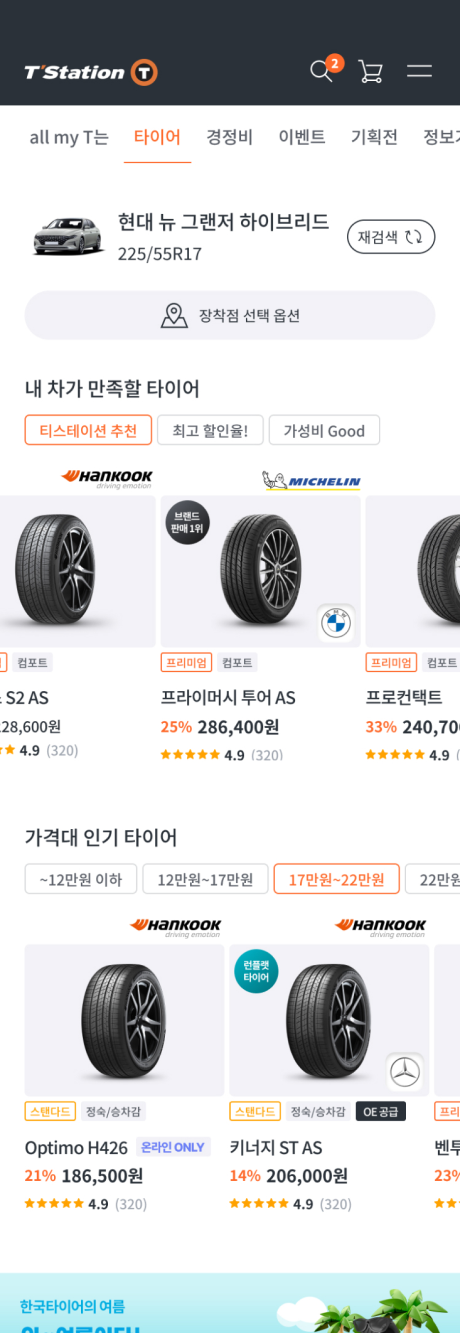 T'Station T
2
all my T는 타이어 경정비 이벤트 기획전 정보
현대 뉴 그랜저 하이브리드
225/55R17
재검색
장착점 선택 옵션
내 차가 만족할 타이어
티스테이션 추천 최고 할인율! 가성비 Good
HANKOOK
driving emotion
MICHELIN
브랜드
판매 1위
컴포트
S2 AS
28,600원
4.9 (320)
프리미엄 컴포트
프라이머시 투어 AS
25% 286,400원
4.9 (320)
프리미엄 컴포트
프로컨택트
33% 240,70
4.9
가격대 인기 타이어
~12만원 이하 12만원~17만원 17만원~22만원 22만원
HANKOOK
driving emotion
HANKOOK
driving emotion
스탠다드 정숙/승차감
Optimo H426 온라인 ONLY
21% 186,500원
4.9 (320)
런플랫
타이어
스탠다드 정숙/승차감 OE 공급
키너지 ST AS
14% 206,000원
4.9 (320)
프리
벤투
23%
한국타이어의 여름